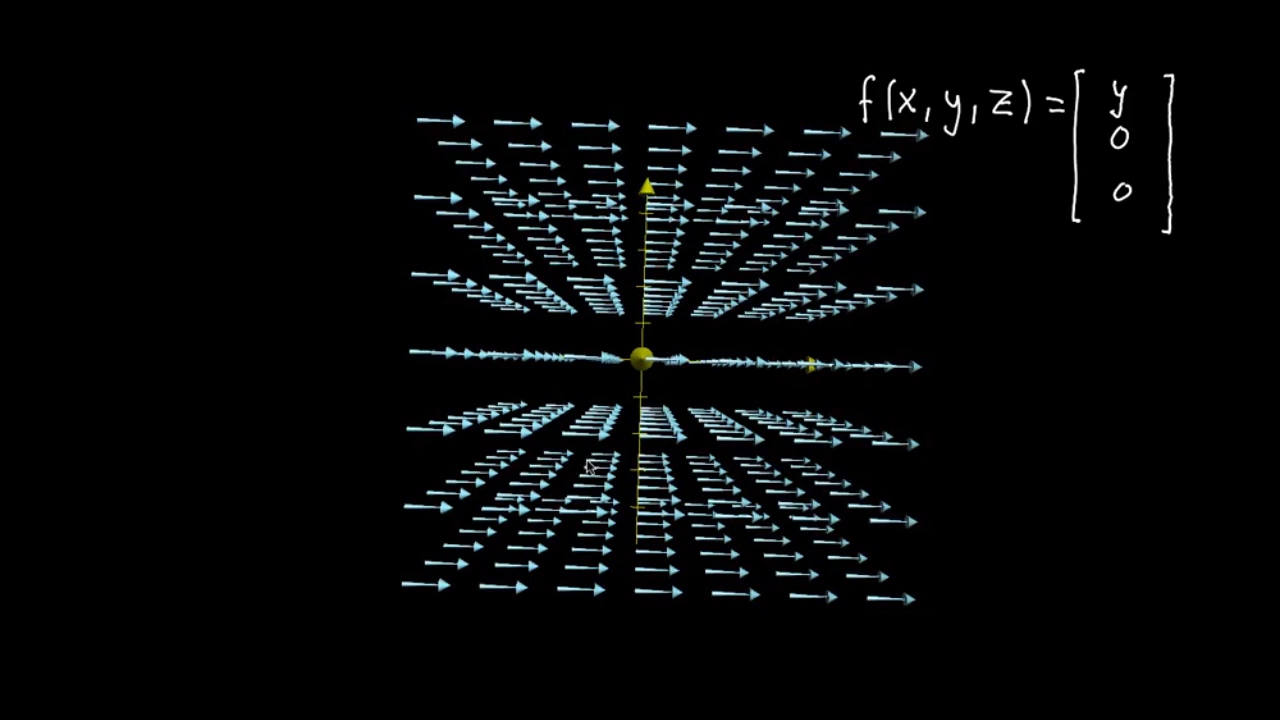 f(x, y, z) = [ y
0
0 ]